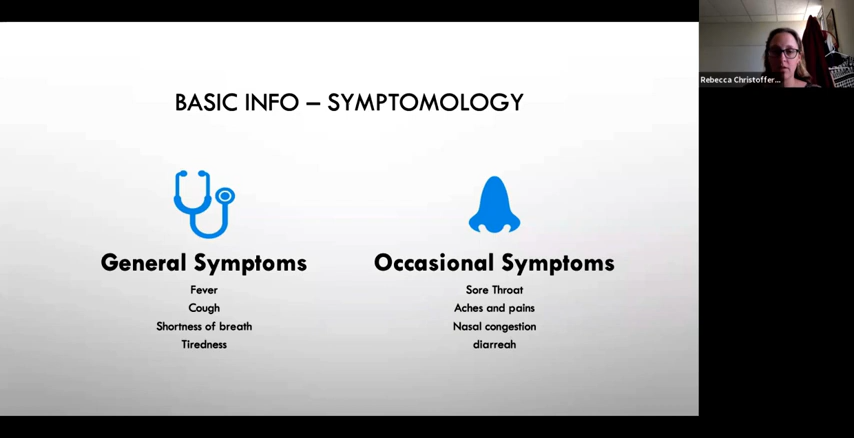 BASIC INFO – SYMPTOMOLOGY
General Symptoms
Fever
Cough
Shortness of breath
Tiredness
Occasional Symptoms
Sore Throat
Aches and pains
Nasal congestion
diarreah
Rebecca Christoffer...